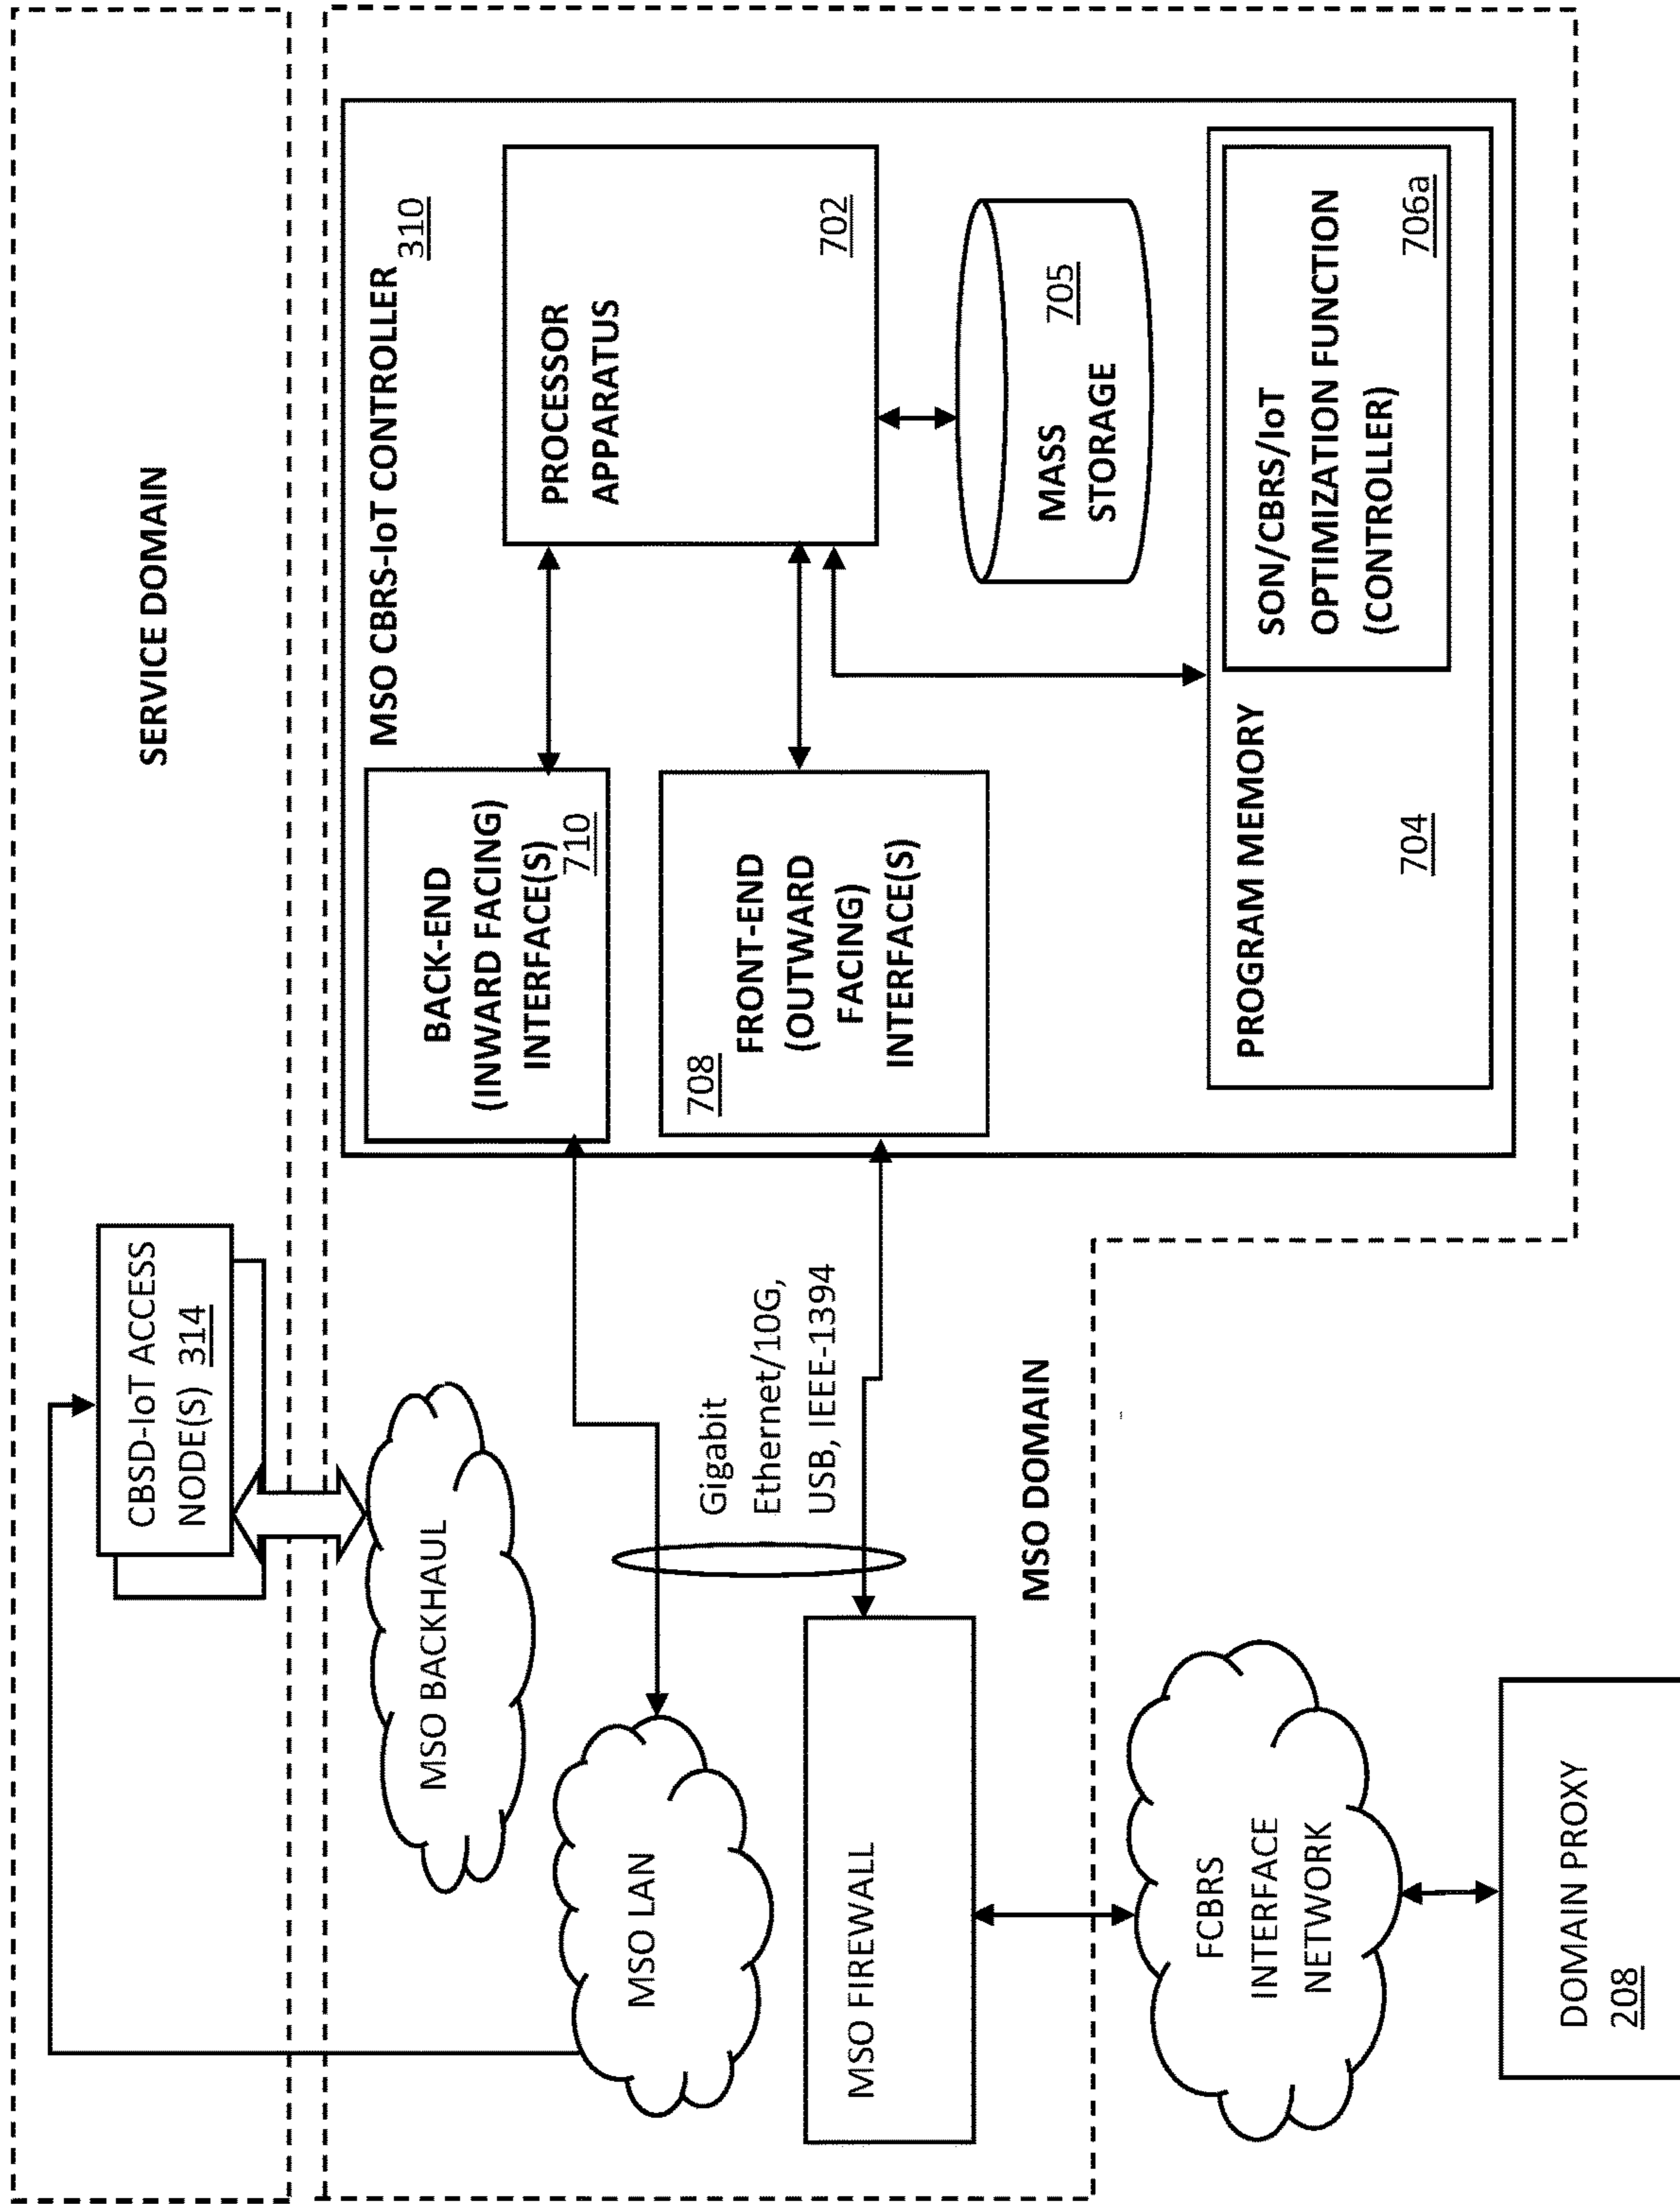 SERVICE DOMAIN
CBSD-IoT ACCESS
NODE(S) 314
MSO BACKHAUL
MSO LAN
MSO FIREWALL
Gigabit
Ethernet/10G,
USB, IEEE-1394
MSO DOMAIN
FCBRS
INTERFACE
NETWORK
DOMAIN PROXY
208
MSO CBRS-IoT CONTROLLER
310
BACK-END
(INWARD FACING)
INTERFACE(S)
710
708
FRONT-END
(OUTWARD
FACING)
INTERFACE(S)
PROCESSOR
APPARATUS
702
MASS
STORAGE
705
PROGRAM MEMORY
704
SON/CBRS/IoT
OPTIMIZATION FUNCTION
(CONTROLLER)
706a